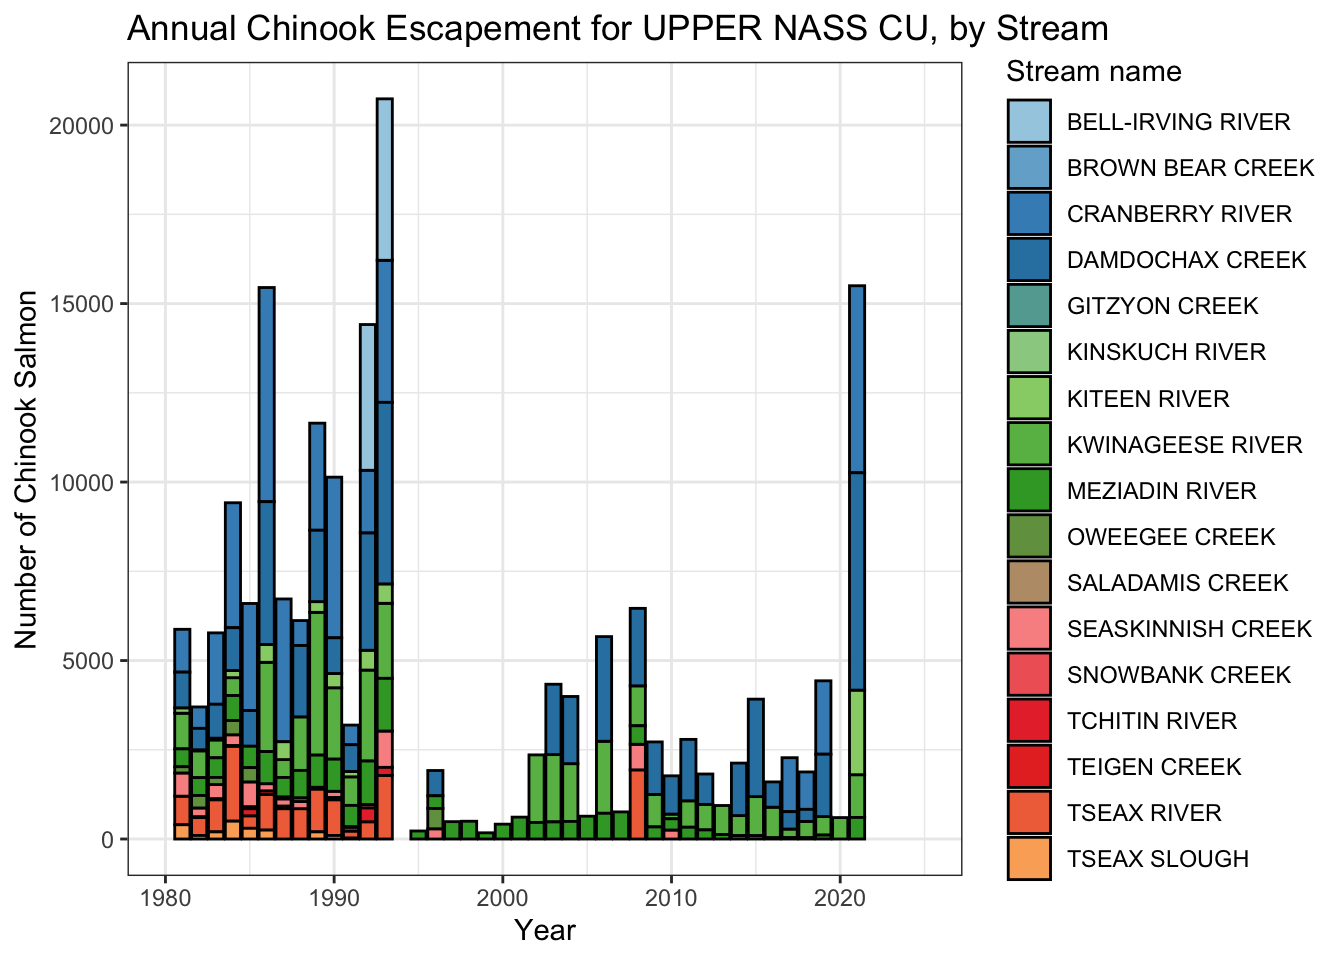 Annual Chinook Escapement for UPPER NASS CU, by Stream
Number of Chinook Salmon
20000
15000
10000
5000
0
1980
1990
2000
2010
2020
Year
Stream name
BELL-IRVING RIVER
BROWN BEAR CREEK
CRANBERRY RIVER
DAMDOCHAX CREEK
GITZYON CREEK
KINSKUCH RIVER
KITEEN RIVER
KWINAGEESE RIVER
MEZIADIN RIVER
OWEEGEE CREEK
SALADAMIS CREEK
SEASKINNISH CREEK
SNOWBANK CREEK
TCHITIN RIVER
TEIGEN CREEK
TSEAX RIVER
TSEAX SLOUGH